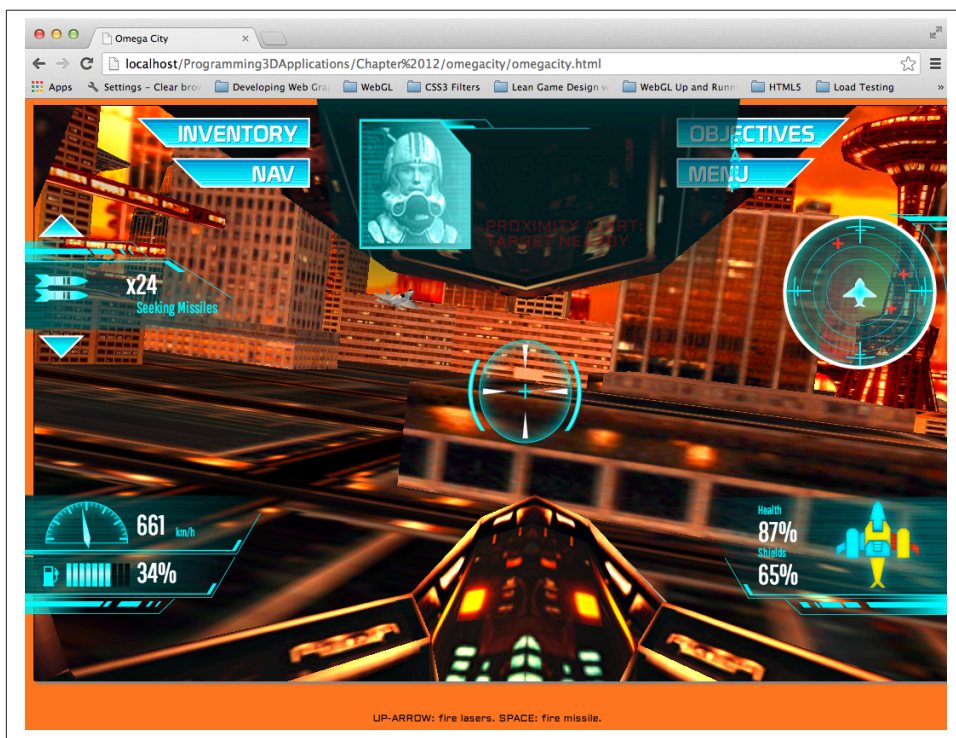 Omega City
localhost/Programming3DApplications/Chapter%2012/omegacity/omegacity.html
Apps Settings – Clear brow Developing Web Gra WebGL CSS3 Filters Lean Game Design w WebGL Up and Runn HTML5 Load Testing »
INVENTORY
OBJECTIVES
NAV
MENU
PROXIMITY ALERT:
TARGET NEARBY
x24
Seeking Missiles
661 km/h
34%
Health
87%
Shields
65%
UP-ARROW: fire lasers. SPACE: fire missile.